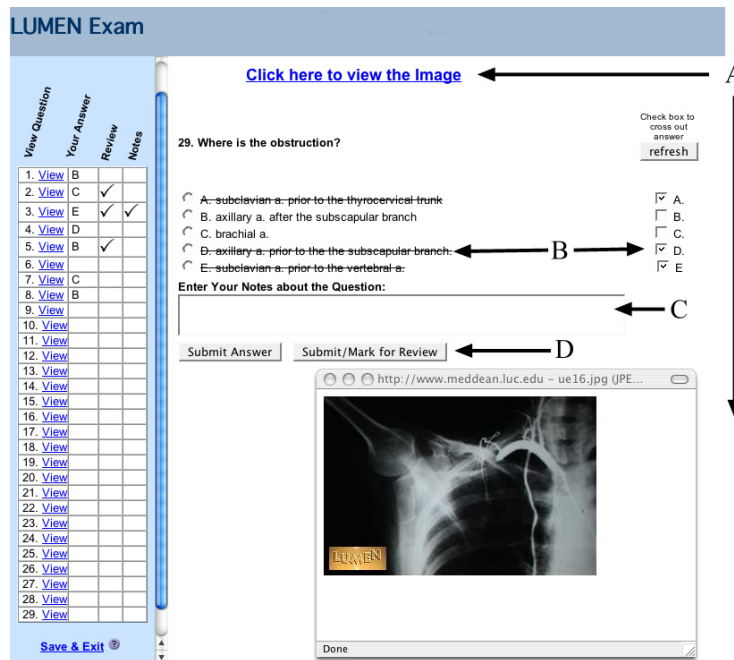 LUMEN Exam
Click here to view the Image
A
View Question
Your Answer
Review
Notes
Check box to
cross out
answer
refresh
29. Where is the obstruction?
1. View B
2. View C ✓
3. View E ✓ ✓
4. View D
5. View B ✓
6. View
7. View C
8. View B
9. View
10. View
11. View
12. View
13. View
14. View
15. View
16. View
17. View
18. View
19. View
20. View
21. View
22. View
23. View
24. View
25. View
26. View
27. View
28. View
29. View
Save & Exit ?
A. subclavian a. prior to the thyrocervical trunk A.
B. axillary a. after the subscapular branch B.
C. brachial a. C.
D. axillary a. prior to the the subscapular branch. B D.
E. subclavian a. prior to the vertebral a. E
Enter Your Notes about the Question:
C
Submit Answer Submit/Mark for Review D
http://www.meddean.luc.edu – ue16.jpg (JPE...
LUMEN
Done